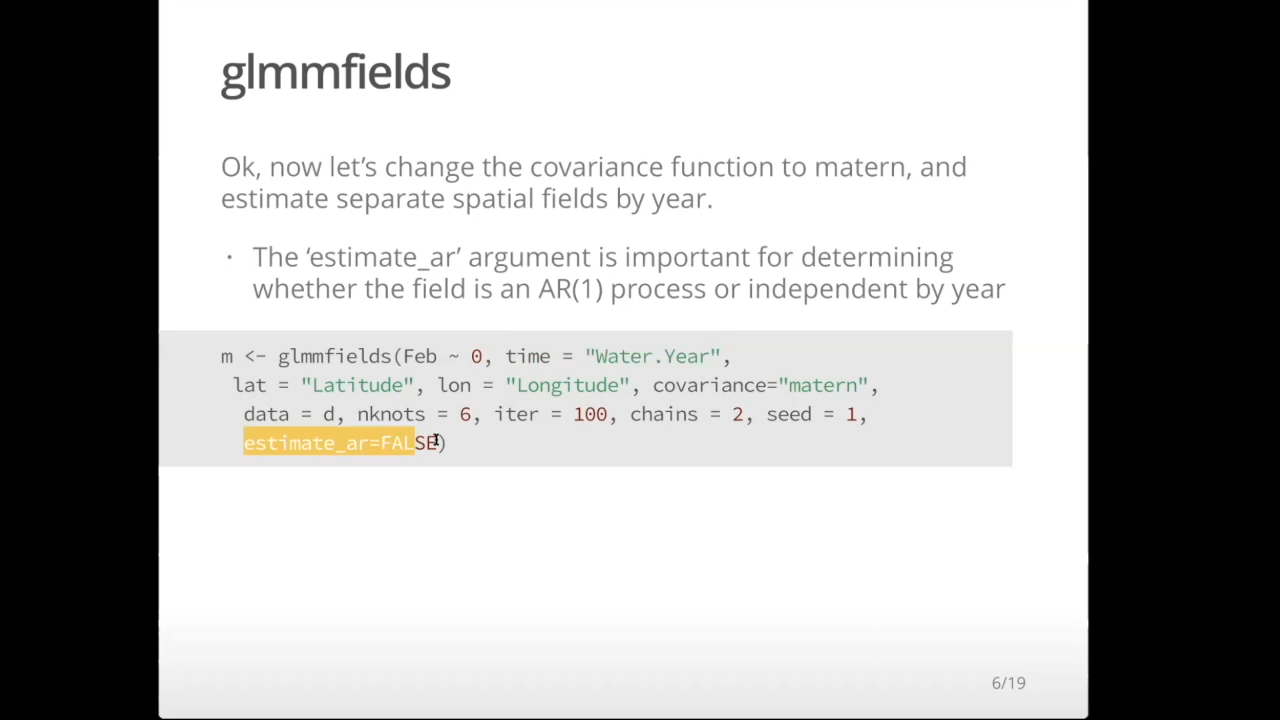 glmmfields
Ok, now let's change the covariance function to matern, and
estimate separate spatial fields by year.
· The ‘estimate_ar’ argument is important for determining
whether the field is an AR(1) process or independent by year
m <- glmmfields(Feb ~ 0, time = "Water.Year",
lat = "Latitude", lon = "Longitude", covariance="matern",
data = d, nknots = 6, iter = 100, chains = 2, seed = 1,
estimate_ar=FALSE)
6/19